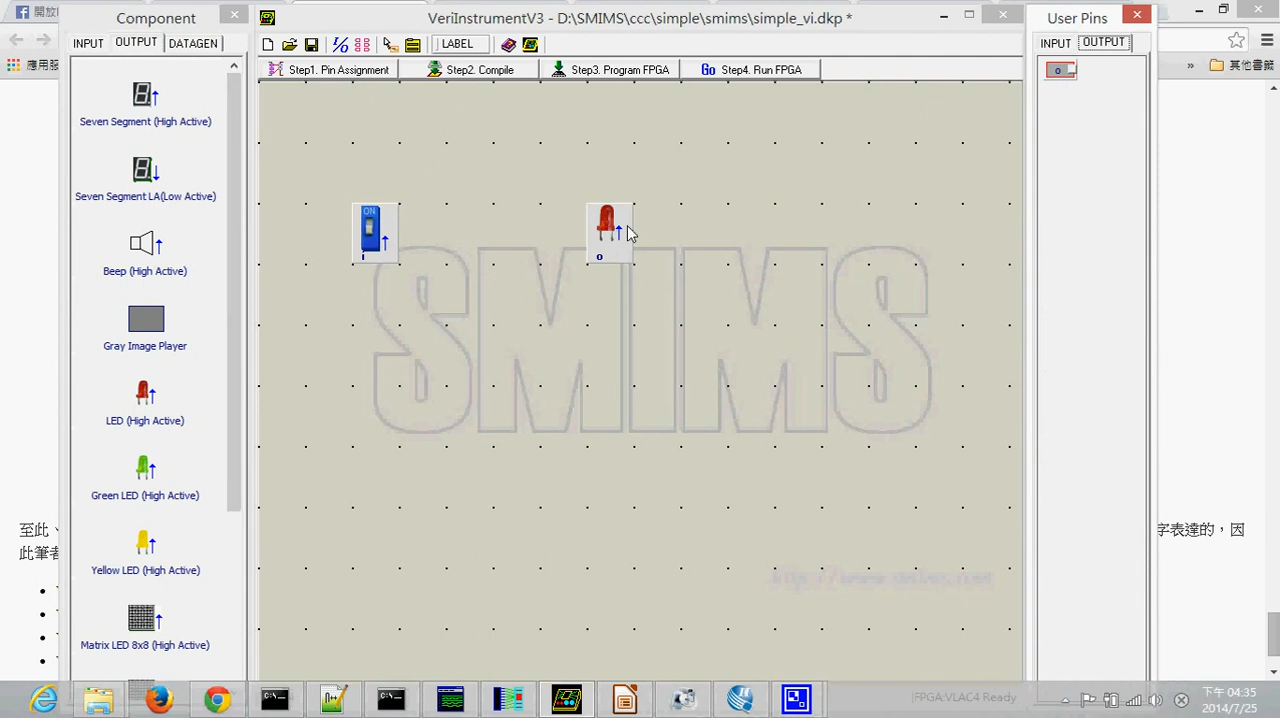 開放
Component
INPUT
OUTPUT
DATAGEN
Seven Segment (High Active)
Seven Segment LA(Low Active)
Beep (High Active)
Gray Image Player
LED (High Active)
Green LED (High Active)
Yellow LED (High Active)
Matrix LED 8x8 (High Active)
VeriInstrumentV3 - D:\SMIMS\ccc\simple\smims\simple_vi.dkp *
LABEL
Step1. Pin Assignment
Step2. Compile
Step3. Program FPGA
Go Step4. Run FPGA
ON
i
o
SMIMS
User Pins
INPUT
OUTPUT
o
應用
» 其他書籤
至此、
字表達的，因
此筆者
FPGA:VLAC4 Ready
下午 04:35
2014/7/25